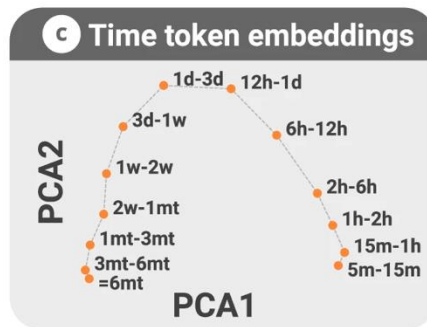 C Time token embeddings
1d-3d
12h-1d
3d-1w
6h-12h
1w-2w
2h-6h
2w-1mt
1h-2h
1mt-3mt
15m-1h
3mt-6mt
5m-15m
=6mt
PCA2
PCA1